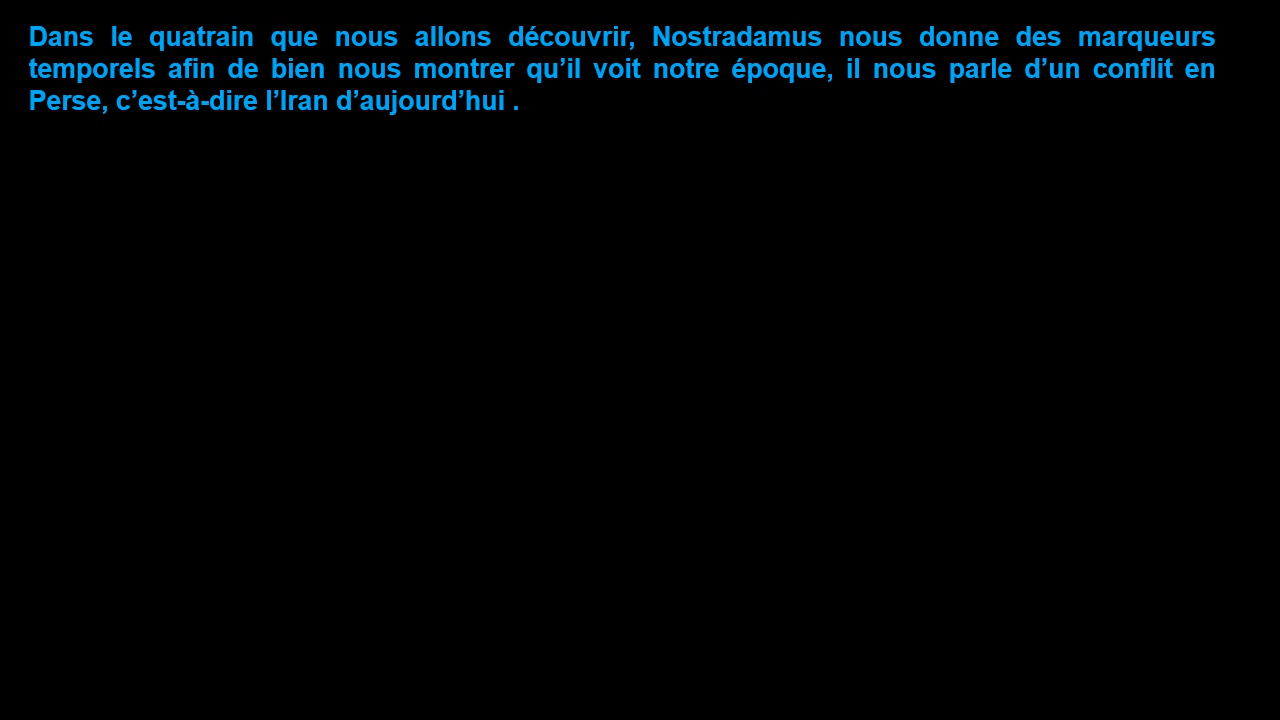 Dans le quatrain que nous allons découvrir, Nostradamus nous donne des marqueurs
temporels afin de bien nous montrer qu’il voit notre époque, il nous parle d’un conflit en
Perse, c’est-à-dire l’Iran d’aujourd’hui .